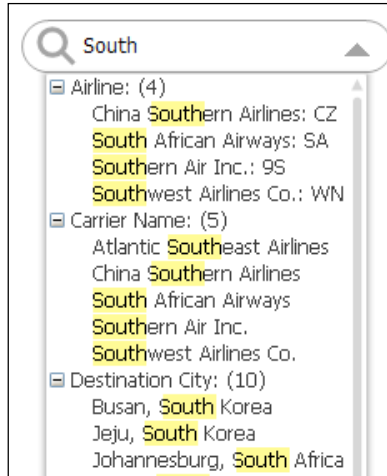 South
Airline: (4)
China Southern Airlines: CZ
South African Airways: SA
Southern Air Inc.: 9S
Southwest Airlines Co.: WN
Carrier Name: (5)
Atlantic Southeast Airlines
China Southern Airlines
South African Airways
Southern Air Inc.
Southwest Airlines Co.
Destination City: (10)
Busan, South Korea
Jeju, South Korea
Johannesburg, South Africa